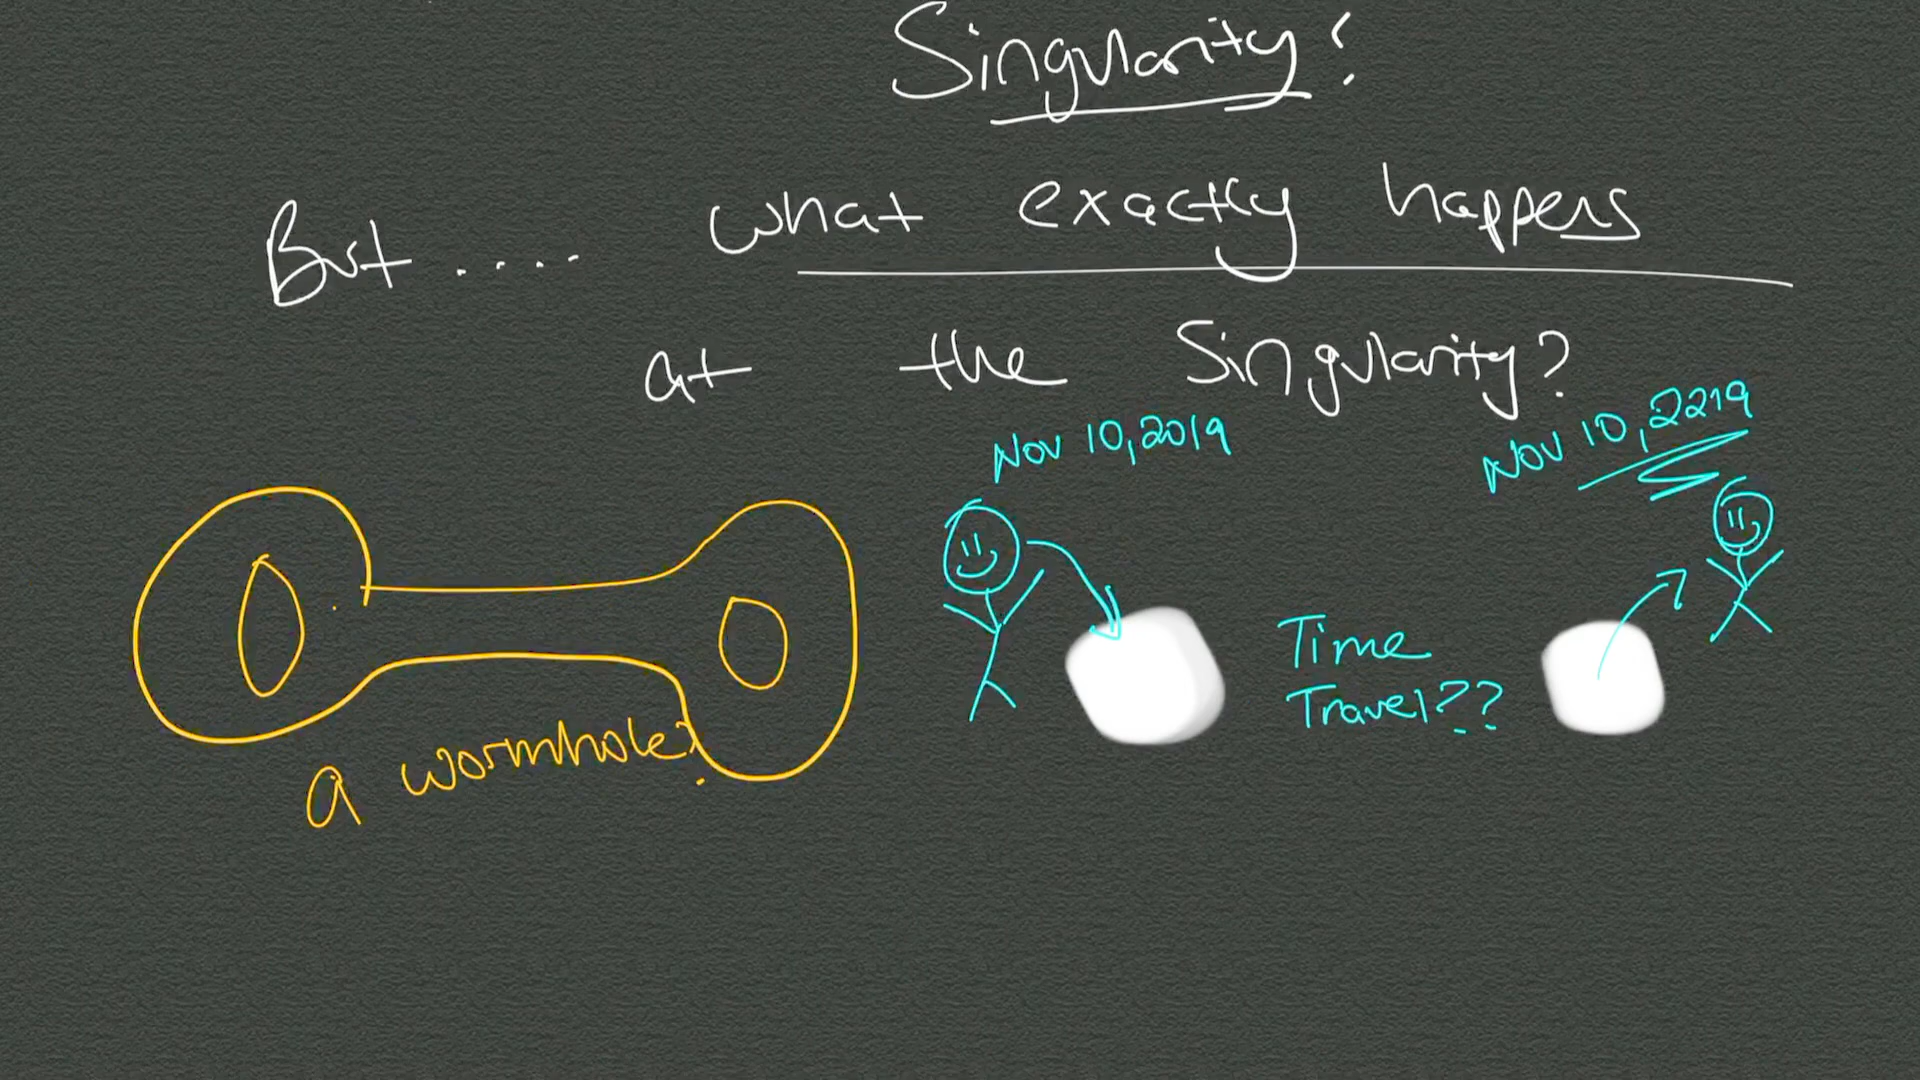 Singularity?
But .... what exactly happens
at the Singularity?
Nov 10, 2019
Nov 10, 2219
Time
Travel??
a wormhole?